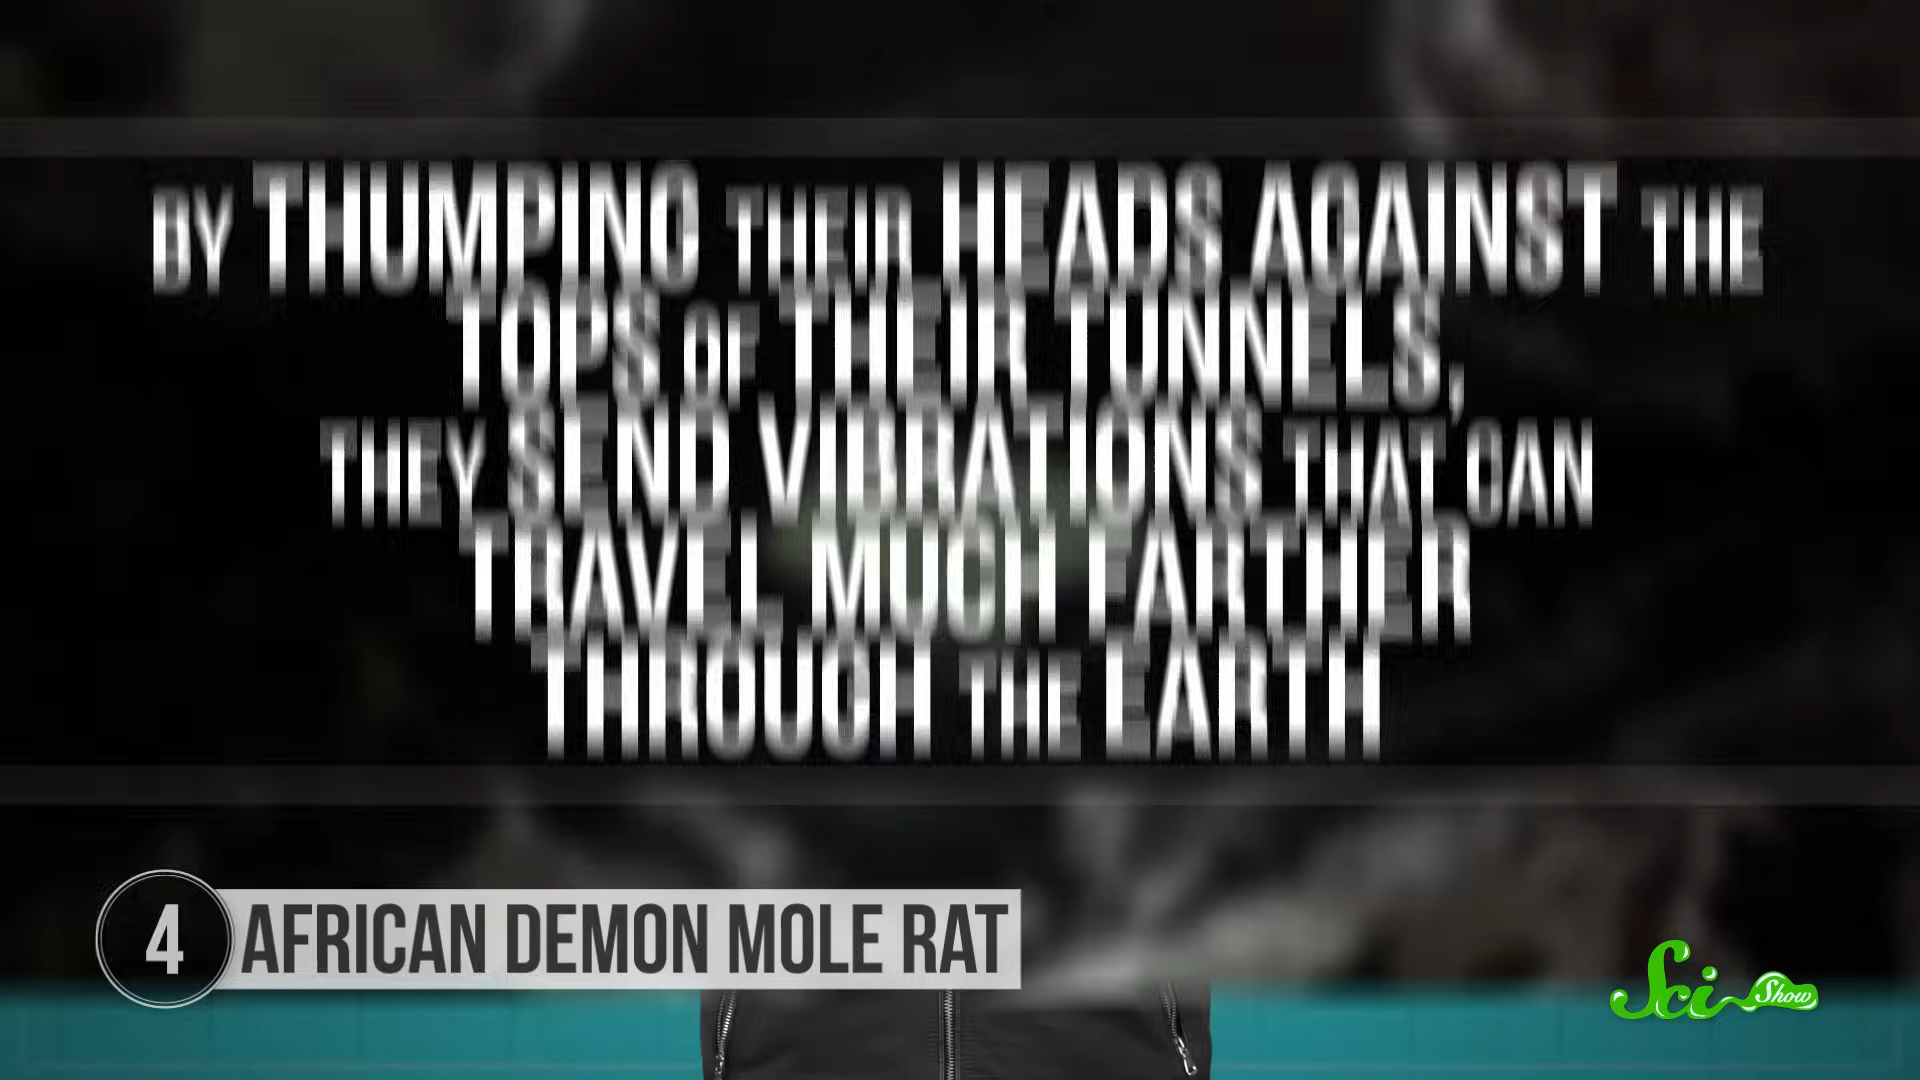 BY THUMPING THEIR HEADS AGAINST THE
TOPS OF THEIR TUNNELS,
THEY SEND VIBRATIONS THAT CAN
TRAVEL MUCH FARTHER
THROUGH THE EARTH
4 AFRICAN DEMON MOLE RAT
Sci Show